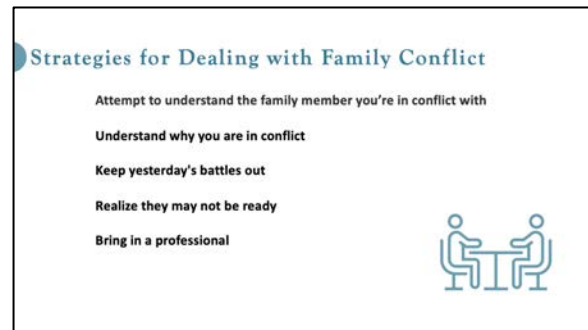 Strategies for Dealing with Family Conflict
Attempt to understand the family member you're in conflict with
Understand why you are in conflict
Keep yesterday's battles out
Realize they may not be ready
Bring in a professional